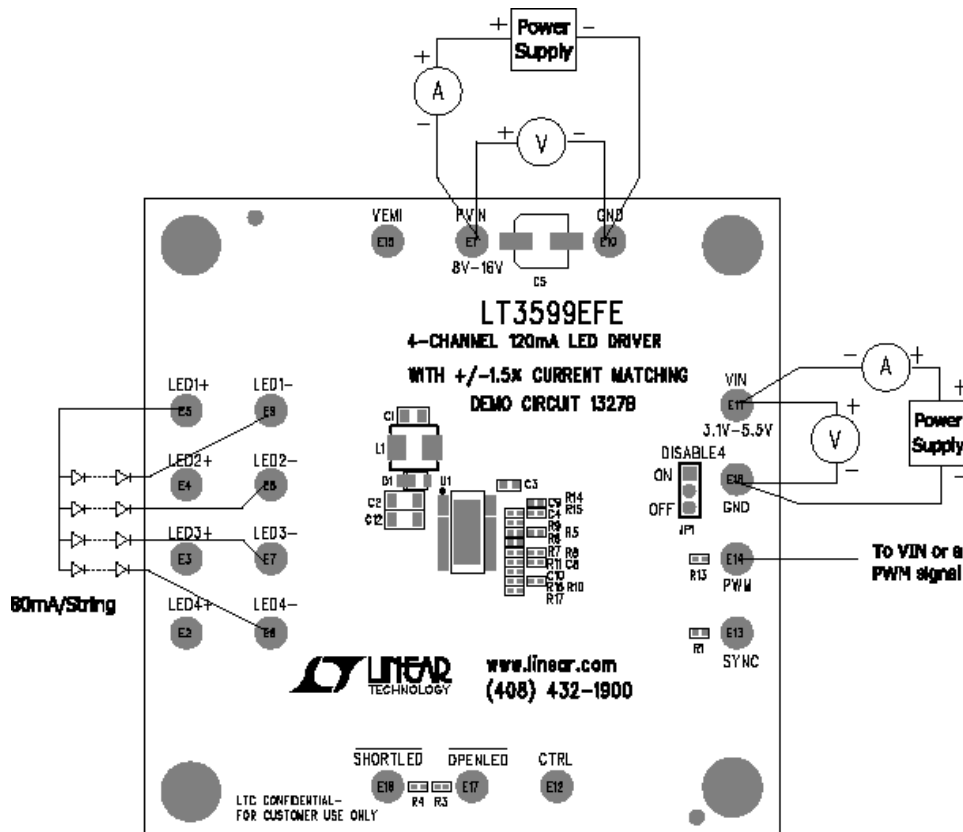 + Power Supply -
+ A -
+ V -
VEMI PVIN GND
E15 E1 E10
8V-16V
C5
LT3599EFE
4-CHANNEL 120mA LED DRIVER
WITH +/-1.5% CURRENT MATCHING
DEMO CIRCUIT 1327B
LED1+ LED1-
E5 E9
LED2+ LED2-
E4 E8
LED3+ LED3-
E3 E7
LED4+ LED4-
E2 E6
C1
L1
D1 U1
C2
C12
C3
C9 R14
C4 R15
R9
R6 R5
R7 R8
R11 C8
C10
R16 R10
R17
VIN
3.1V-5.5V
- A +
+ V -
+ Power Supply -
DISABLE4
ON
OFF
JP1
GND
R13 E14
PWM
To VIN or a
PWM signal
R1 E13
SYNC
LINEAR
TECHNOLOGY
www.linear.com
(408) 432-1900
SHORTLED OPENLED CTRL
R4 R3 E17 E12
LTC CONFIDENTIAL-
FOR CUSTOMER USE ONLY